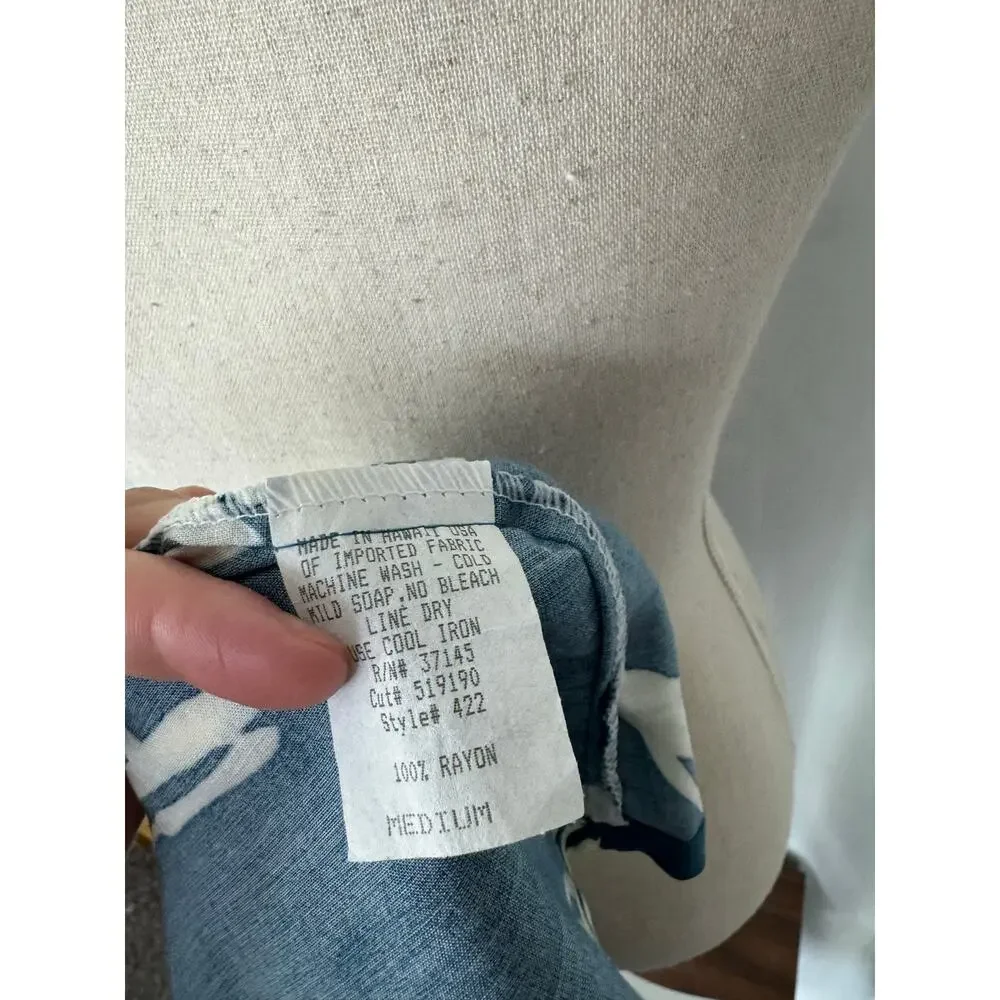 MADE IN HAWAII USA
OF IMPORTED FABRIC
MACHINE WASH - COLD
MILD SOAP.NO BLEACH
LINE DRY
USE COOL IRON
R/N# 37145
Cut# 519190
Style# 422
100% RAYON
MEDIUM